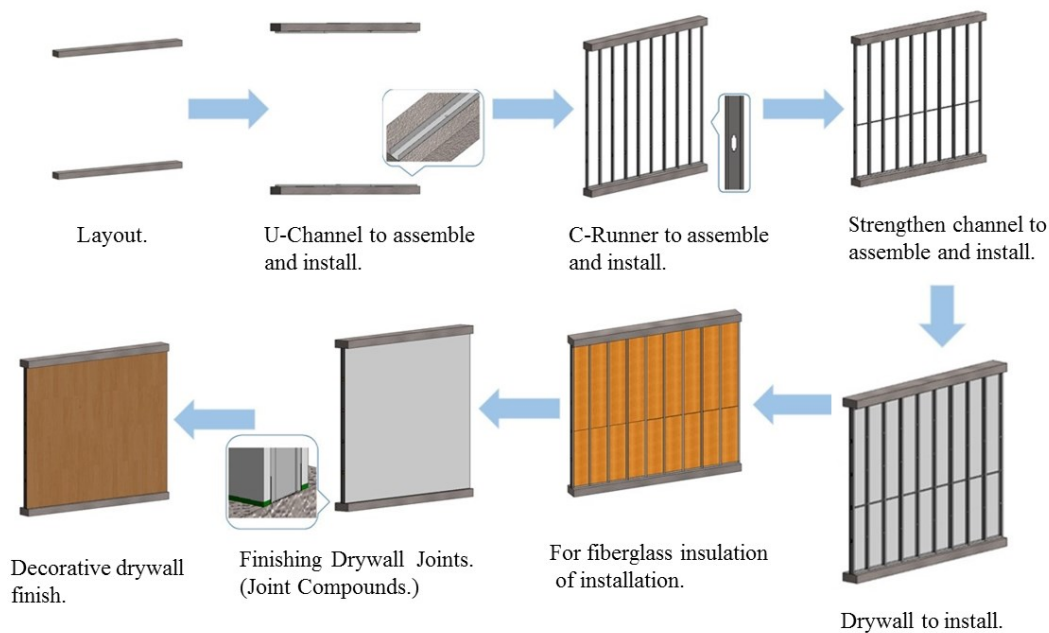 Layout.
U-Channel to assemble
and install.
C-Runner to assemble
and install.
Strengthen channel to
assemble and install.
Drywall to install.
For fiberglass insulation
of installation.
Finishing Drywall Joints.
(Joint Compounds.)
Decorative drywall
finish.